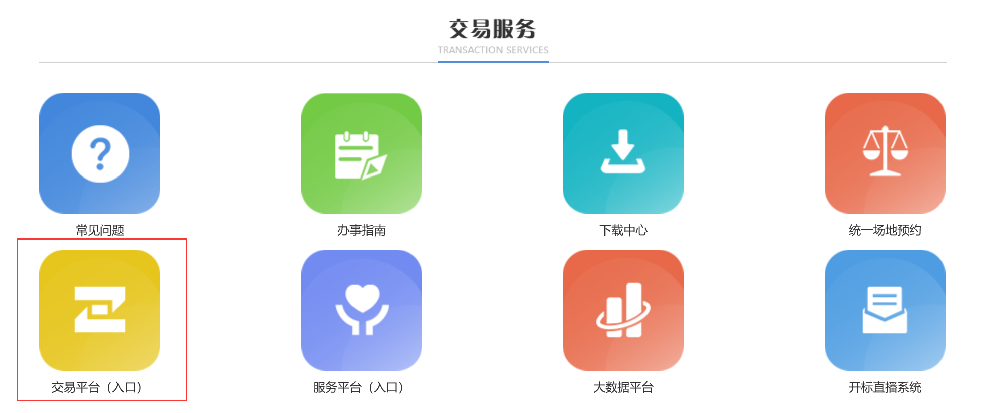 交易服务
TRANSACTION SERVICES
常见问题
办事指南
下载中心
统一场地预约
交易平台（入口）
服务平台（入口）
大数据平台
开标直播系统